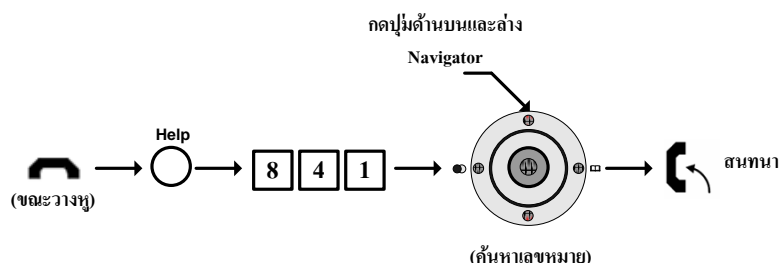 กดปุ่มด้านบนและล่าง
Navigator
Help
8 4 1
สนทนา
(ขณะวางหู)
(ค้นหาเลขหมาย)